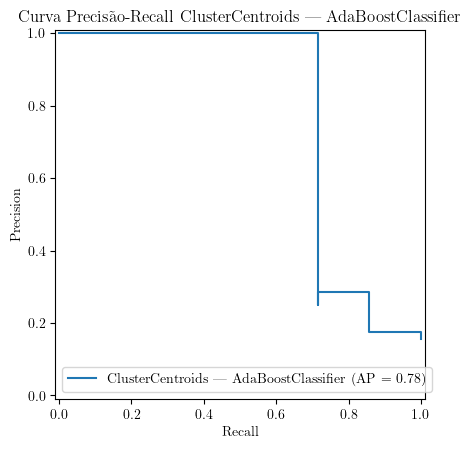 Curva Precisão-Recall ClusterCentroids — AdaBoostClassifier
1.0
0.8
0.6
0.4
0.2
0.0
Precision
ClusterCentroids — AdaBoostClassifier (AP = 0.78)
0.0 0.2 0.4 0.6 0.8 1.0
Recall